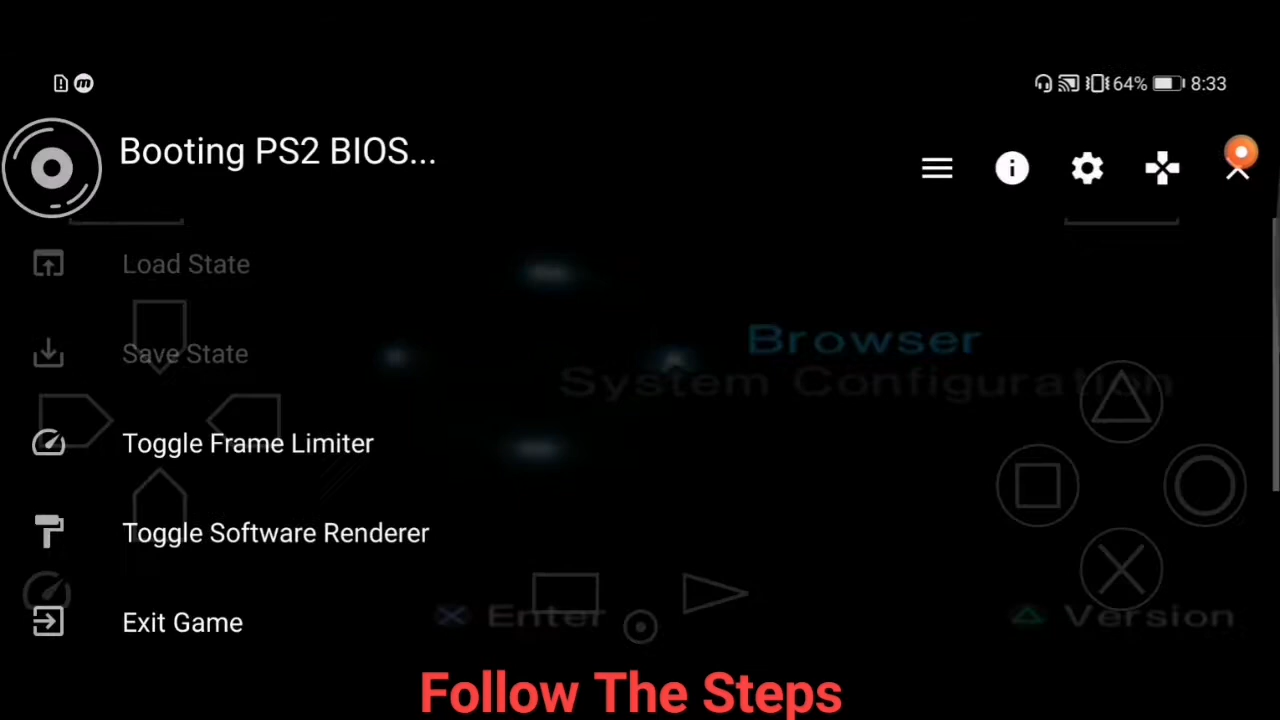 64% 8:33
Booting PS2 BIOS...
Load State
Browser
System Configuration
Save State
Toggle Frame Limiter
Toggle Software Renderer
Exit Game
Enter
Version
Follow The Steps